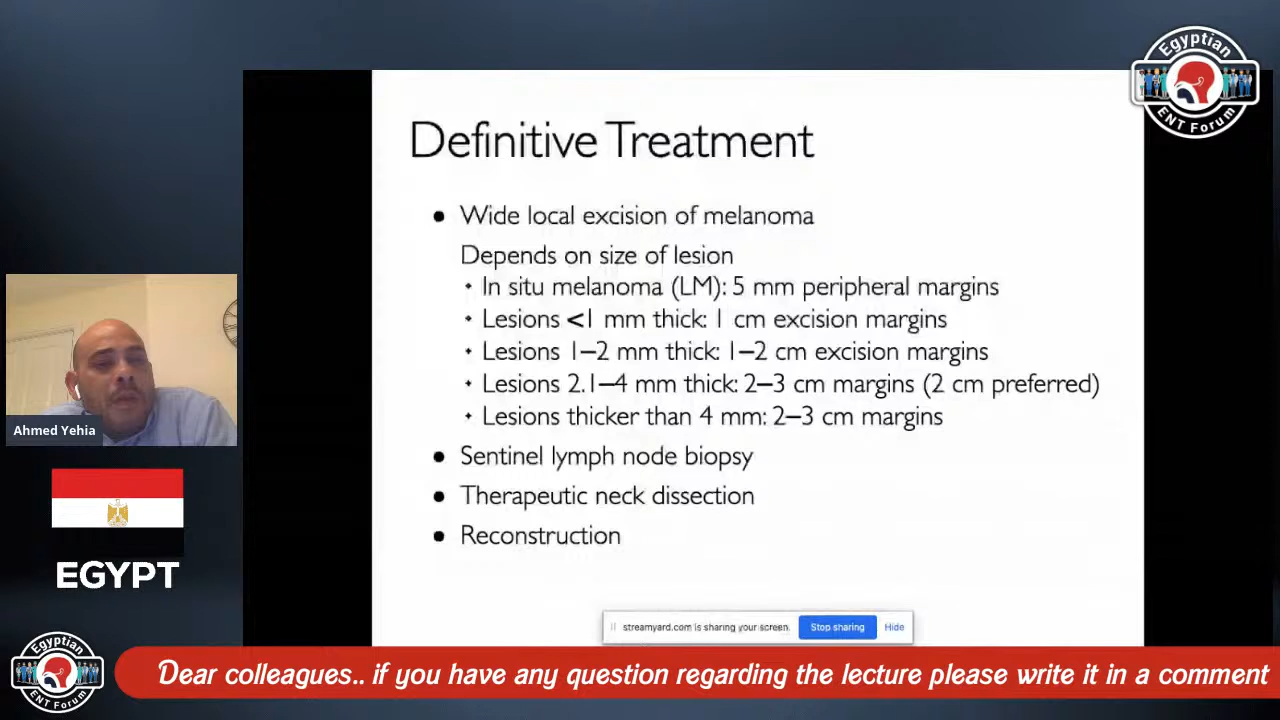 Egyptian
ENT Forum
Definitive Treatment
• Wide local excision of melanoma
Depends on size of lesion
• In situ melanoma (LM): 5 mm peripheral margins
• Lesions <1 mm thick: 1 cm excision margins
• Lesions 1–2 mm thick: 1–2 cm excision margins
• Lesions 2.1–4 mm thick: 2–3 cm margins (2 cm preferred)
• Lesions thicker than 4 mm: 2–3 cm margins
• Sentinel lymph node biopsy
• Therapeutic neck dissection
• Reconstruction
Ahmed Yehia
EGYPT
streamyard.com is sharing your screen. Stop sharing Hide
Egyptian
ENT Forum
Dear colleagues.. if you have any question regarding the lecture please write it in a comment